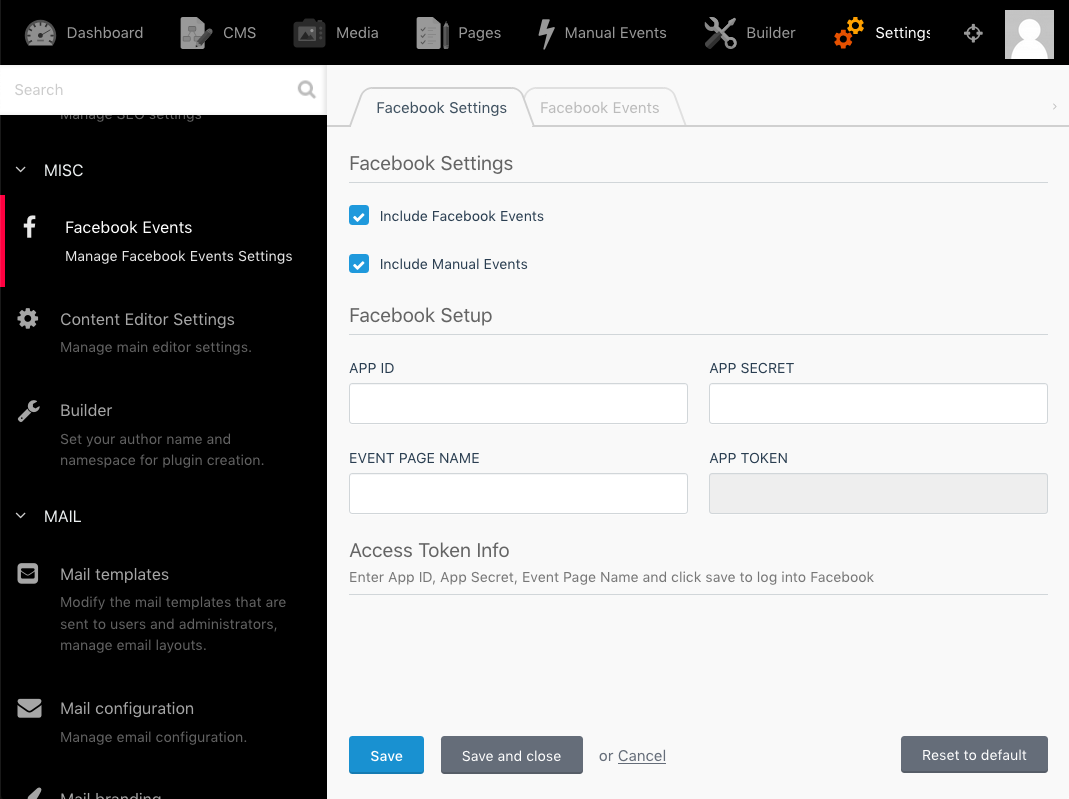 Dashboard
CMS
Media
Pages
Manual Events
Builder
Settings
Search
Manage SEO settings
MISC
Facebook Events
Manage Facebook Events Settings
Content Editor Settings
Manage main editor settings.
Builder
Set your author name and
namespace for plugin creation.
MAIL
Mail templates
Modify the mail templates that are
sent to users and administrators,
manage email layouts.
Mail configuration
Manage email configuration.
Mail branding
Facebook Settings
Facebook Events
Facebook Settings
Include Facebook Events
Include Manual Events
Facebook Setup
APP ID
APP SECRET
EVENT PAGE NAME
APP TOKEN
Access Token Info
Enter App ID, App Secret, Event Page Name and click save to log into Facebook
Save
Save and close
or Cancel
Reset to default